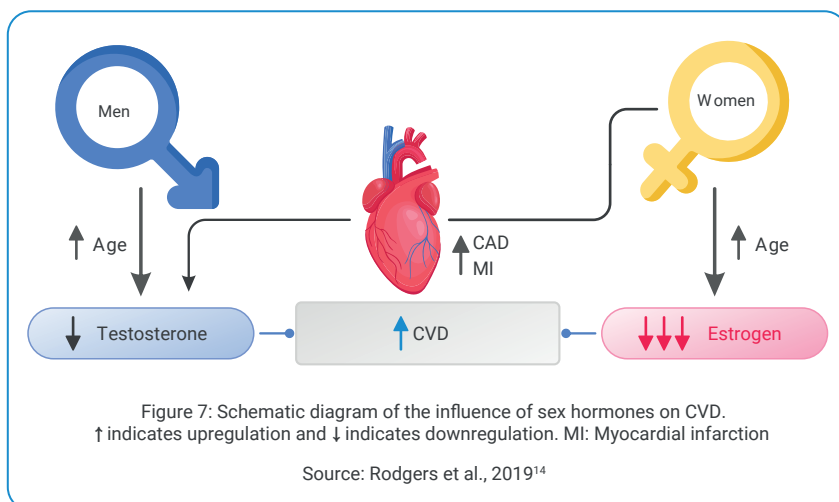 Men
Women
↑ Age
↑ CAD
MI
↑ Age
↓ Testosterone
↑ CVD
↓↓↓ Estrogen
Figure 7: Schematic diagram of the influence of sex hormones on CVD.
↑ indicates upregulation and ↓ indicates downregulation. MI: Myocardial infarction
Source: Rodgers et al., 2019¹⁴